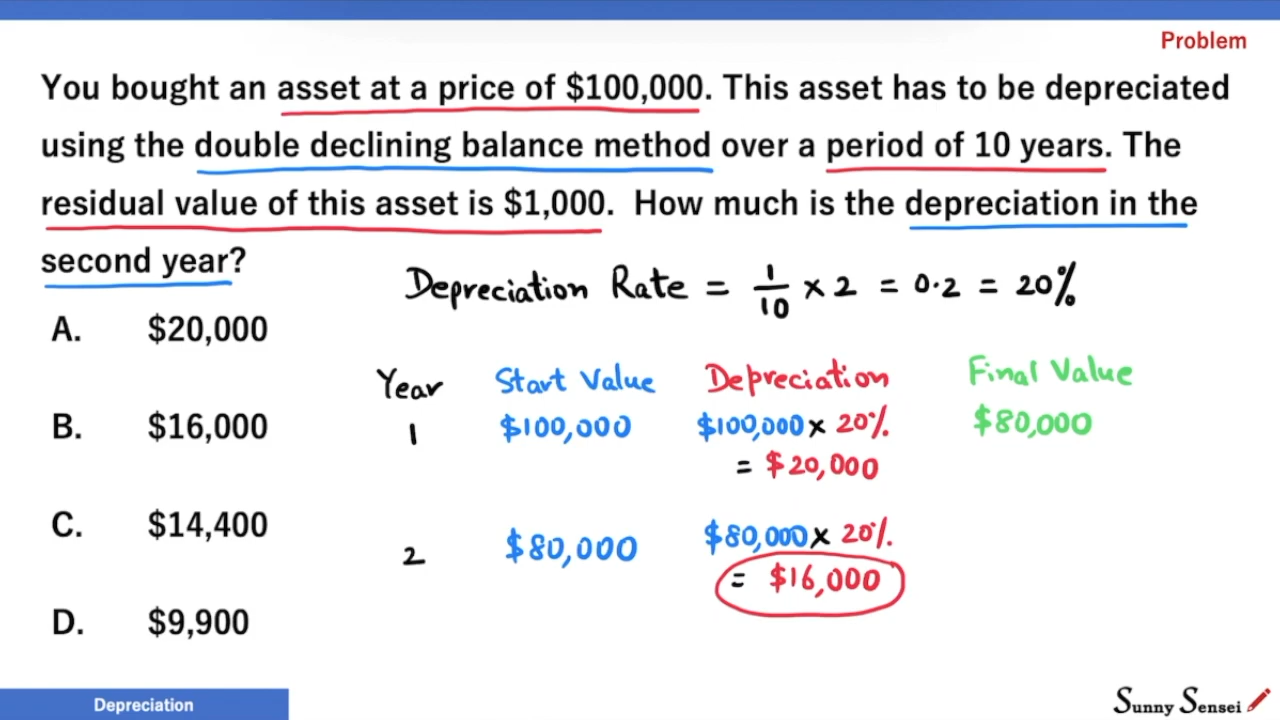 Problem
You bought an asset at a price of $100,000. This asset has to be depreciated
using the double declining balance method over a period of 10 years. The
residual value of this asset is $1,000. How much is the depreciation in the
second year?
Depreciation Rate = 1/10 × 2 = 0.2 = 20%
A. $20,000
B. $16,000
C. $14,400
D. $9,900
Year Start Value Depreciation Final Value
1 $100,000 $100,000 × 20% $80,000
= $20,000
2 $80,000 $80,000 × 20%
= $16,000
Depreciation
Sunny Sensei